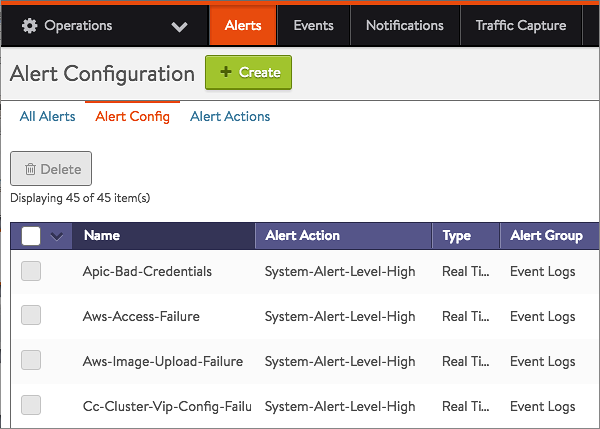 Operations Alerts Events Notifications Traffic Capture
Alert Configuration + Create
All Alerts Alert Config Alert Actions
Delete
Displaying 45 of 45 item(s)
Name Alert Action Type Alert Group
Apic-Bad-Credentials System-Alert-Level-High Real Ti... Event Logs
Aws-Access-Failure System-Alert-Level-High Real Ti... Event Logs
Aws-Image-Upload-Failure System-Alert-Level-High Real Ti... Event Logs
Cc-Cluster-Vip-Config-Failu System-Alert-Level-High Real Ti... Event Logs